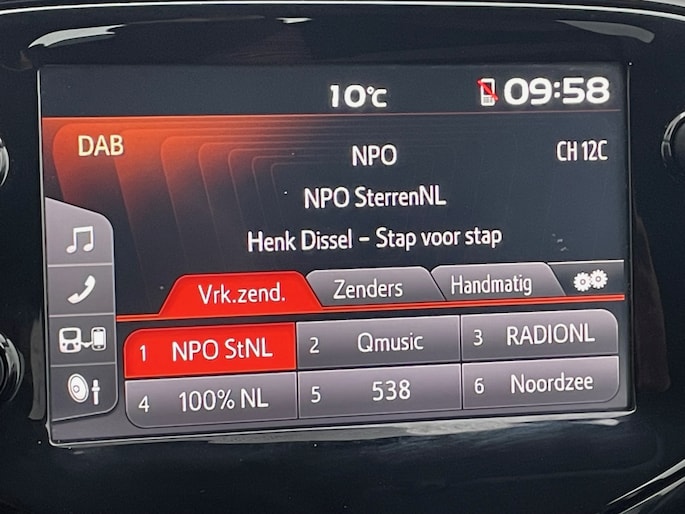 10°C 09:58
DAB NPO CH 12C
NPO SterrenNL
Henk Dissel - Stap voor stap
Vrk.zend. Zenders Handmatig
1 NPO StNL 2 Qmusic 3 RADIONL
4 100% NL 5 538 6 Noordzee